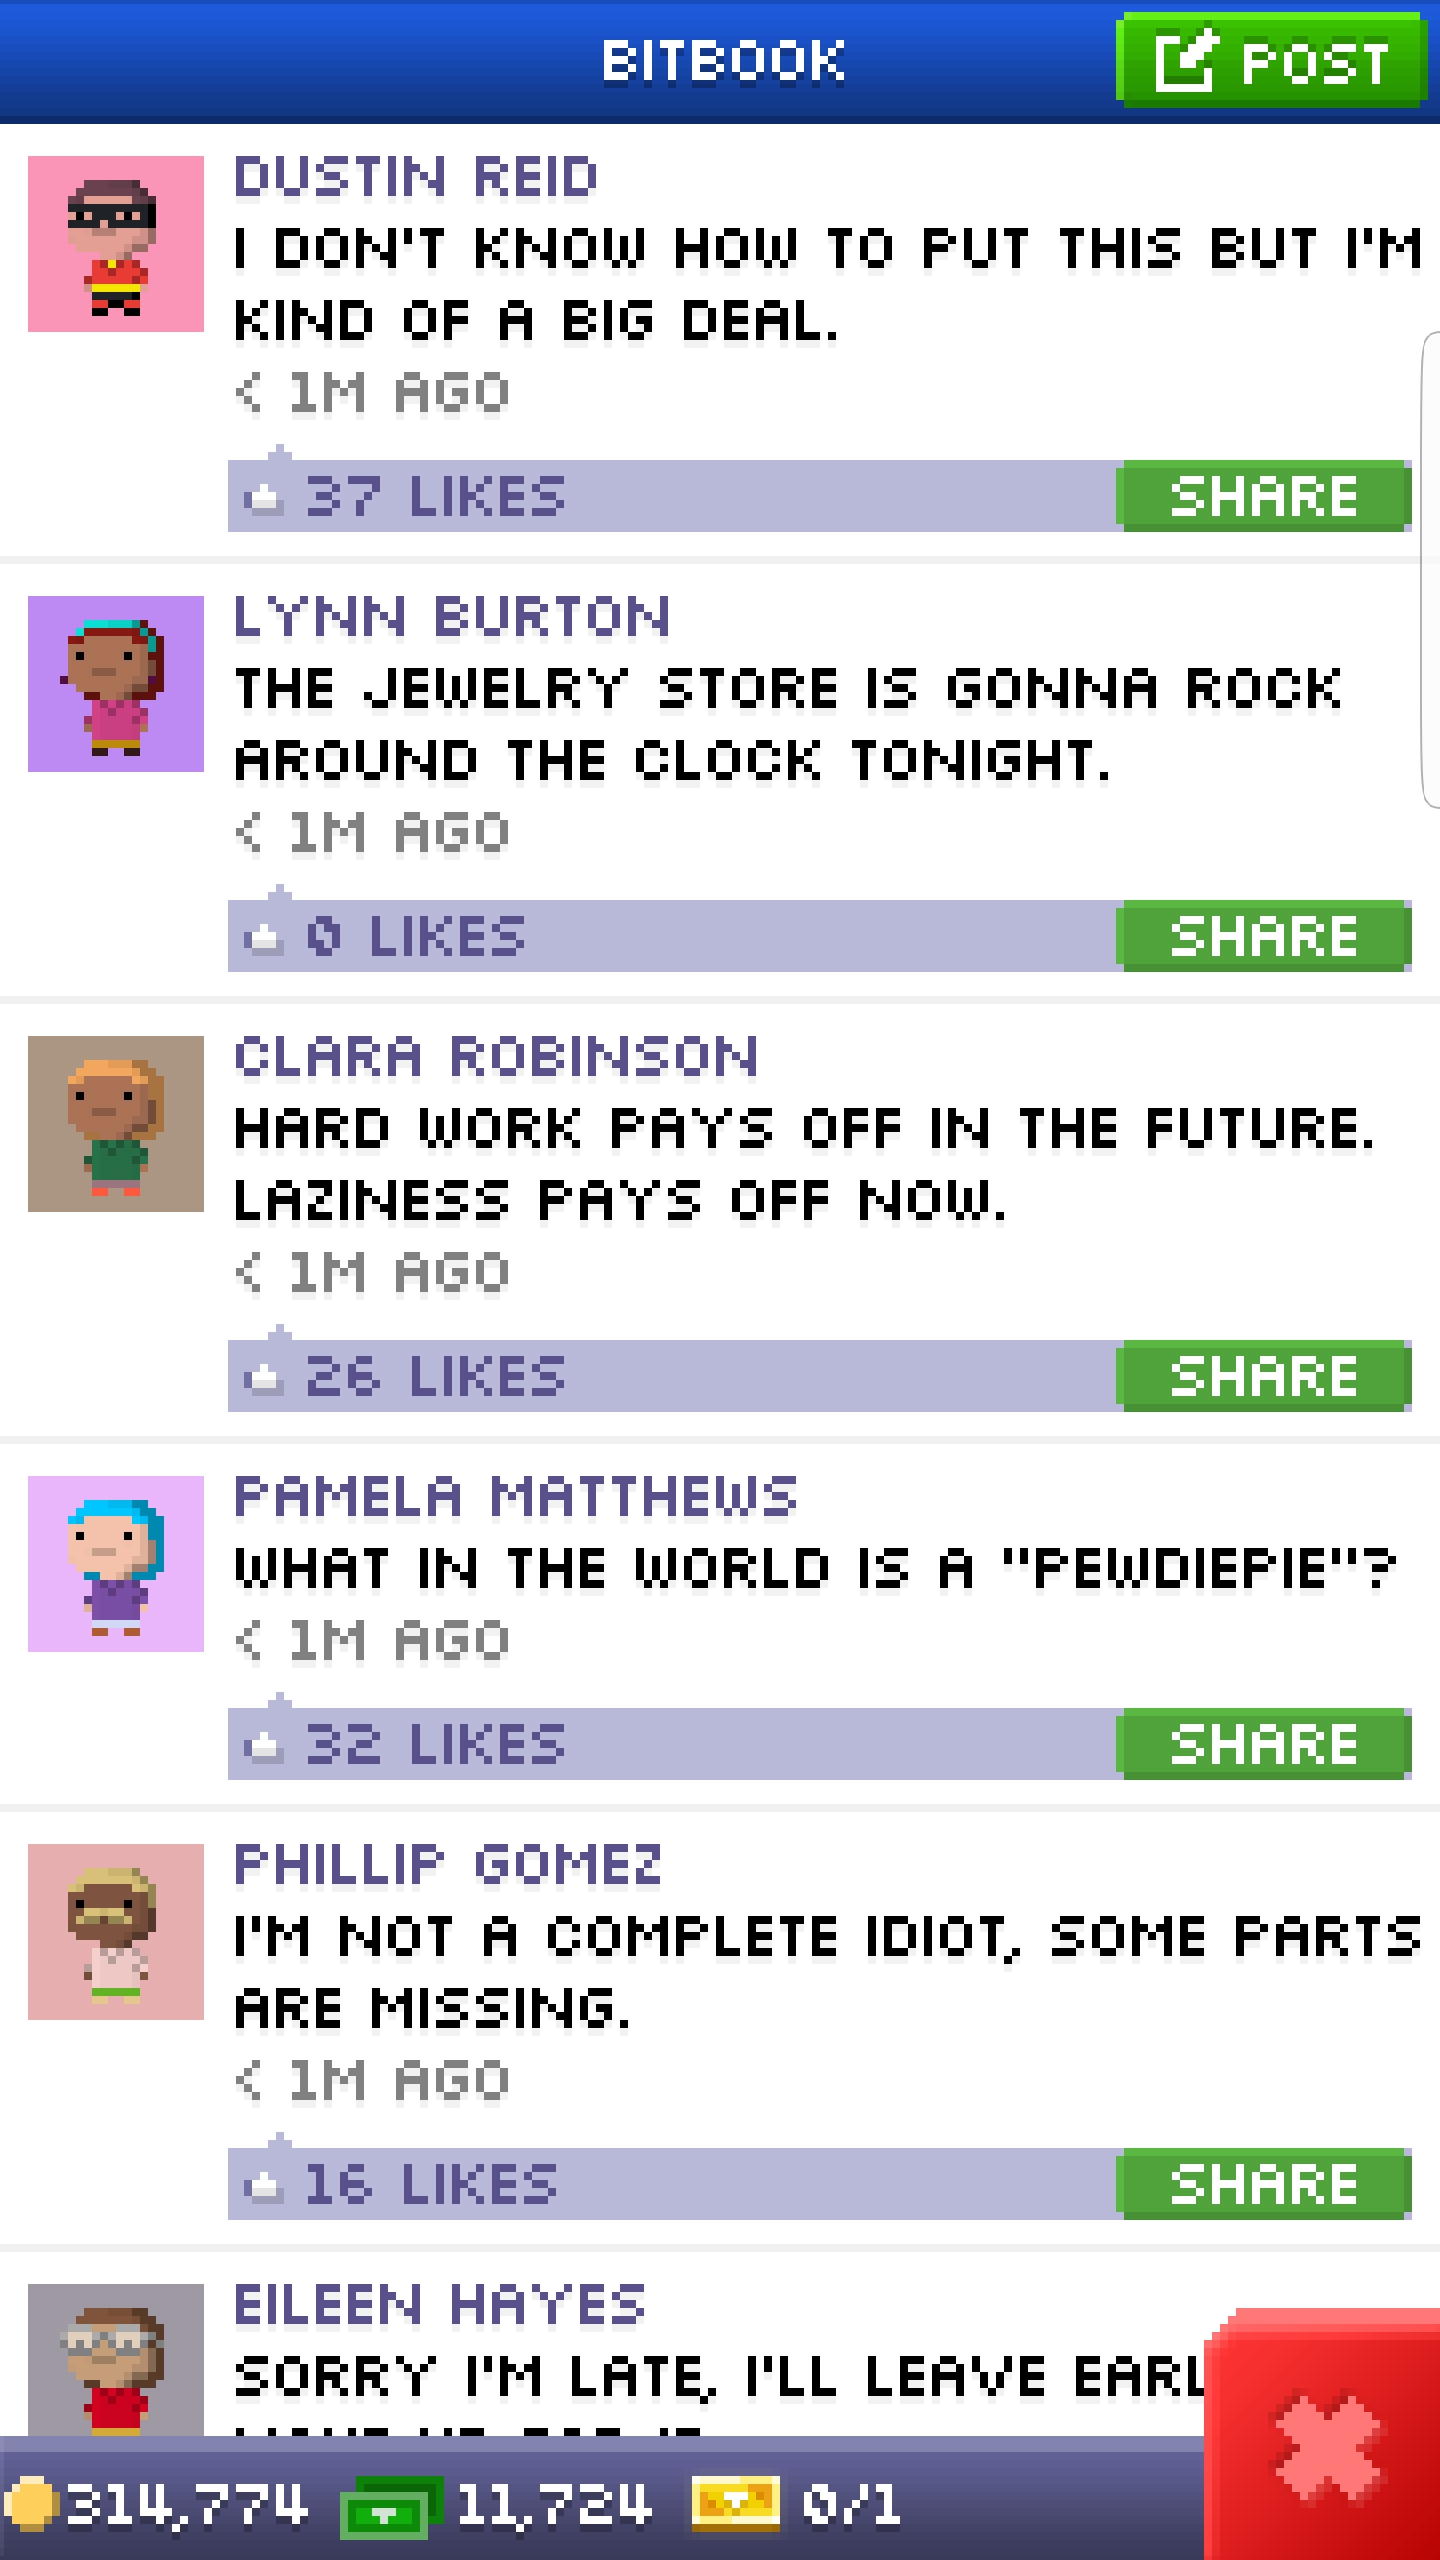 BITBOOK
POST
DUSTIN REID
I DON'T KNOW HOW TO PUT THIS BUT I'M
KIND OF A BIG DEAL.
< 1M AGO
37 LIKES
SHARE
LYNN BURTON
THE JEWELRY STORE IS GONNA ROCK
AROUND THE CLOCK TONIGHT.
< 1M AGO
0 LIKES
SHARE
CLARA ROBINSON
HARD WORK PAYS OFF IN THE FUTURE.
LAZINESS PAYS OFF NOW.
< 1M AGO
26 LIKES
SHARE
PAMELA MATTHEWS
WHAT IN THE WORLD IS A "PEWDIEPIE"?
< 1M AGO
32 LIKES
SHARE
PHILLIP GOMEZ
I'M NOT A COMPLETE IDIOT, SOME PARTS
ARE MISSING.
< 1M AGO
16 LIKES
SHARE
EILEEN HAYES
SORRY I'M LATE, I'LL LEAVE
314,774 11,724 0/1